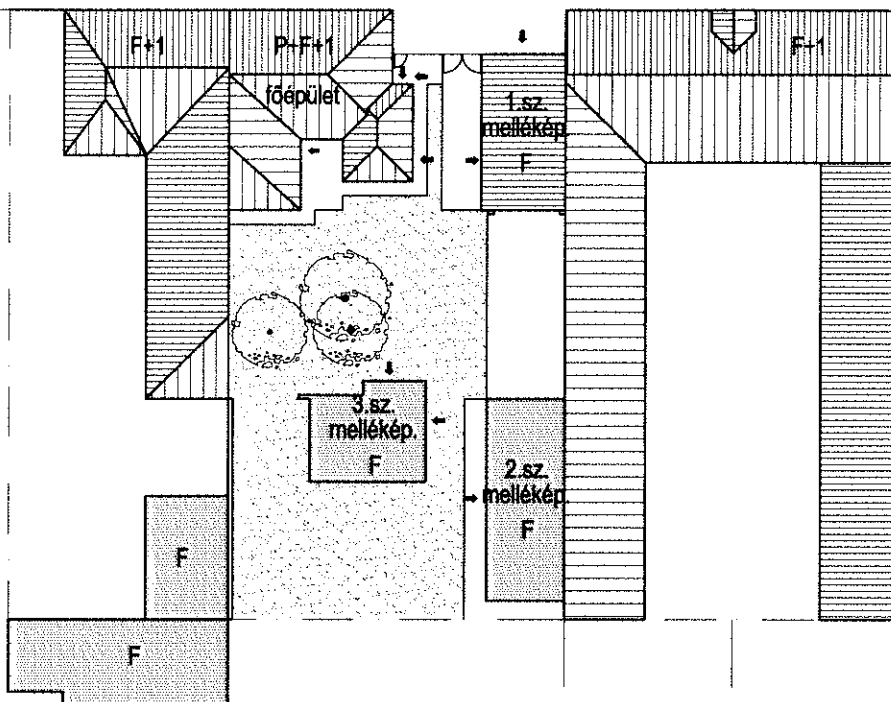 F+1
P+F+1
F+1
főépület
1.sz.
mellékép.
F
3.sz.
mellékép.
F
2.sz.
mellékép.
F
F
F